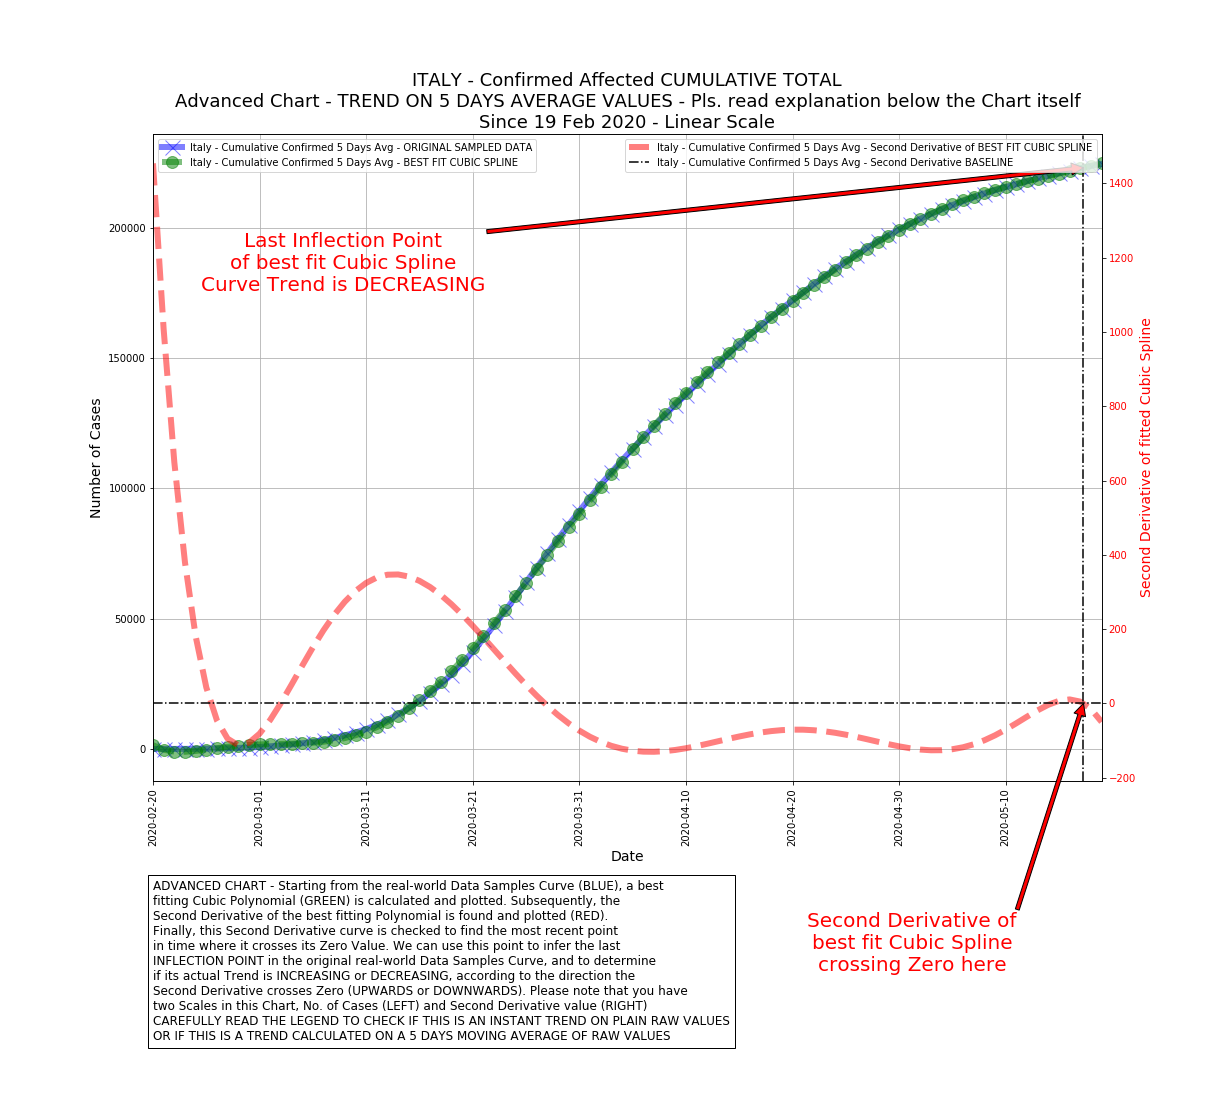 ITALY - Confirmed Affected CUMULATIVE TOTAL
Advanced Chart - TREND ON 5 DAYS AVERAGE VALUES - Pls. read explanation below the Chart itself
Since 19 Feb 2020 - Linear Scale
Italy - Cumulative Confirmed 5 Days Avg - ORIGINAL SAMPLED DATA
Italy - Cumulative Confirmed 5 Days Avg - BEST FIT CUBIC SPLINE
Italy - Cumulative Confirmed 5 Days Avg - Second Derivative of BEST FIT CUBIC SPLINE
Italy - Cumulative Confirmed 5 Days Avg - Second Derivative BASELINE
Last Inflection Point
of best fit Cubic Spline
Curve Trend is DECREASING
Number of Cases
200000
150000
100000
50000
0
1400
1200
1000
800
600
400
200
0
−200
Second Derivative of fitted Cubic Spline
2020-02-20
2020-03-01
2020-03-11
2020-03-21
2020-03-31
2020-04-10
2020-04-20
2020-04-30
2020-05-10
Date
ADVANCED CHART - Starting from the real-world Data Samples Curve (BLUE), a best
fitting Cubic Polynomial (GREEN) is calculated and plotted. Subsequently, the
Second Derivative of the best fitting Polynomial is found and plotted (RED).
Finally, this Second Derivative curve is checked to find the most recent point
in time where it crosses its Zero Value. We can use this point to infer the last
INFLECTION POINT in the original real-world Data Samples Curve, and to determine
if its actual Trend is INCREASING or DECREASING, according to the direction the
Second Derivative crosses Zero (UPWARDS or DOWNWARDS). Please note that you have
two Scales in this Chart, No. of Cases (LEFT) and Second Derivative value (RIGHT)
CAREFULLY READ THE LEGEND TO CHECK IF THIS IS AN INSTANT TREND ON PLAIN RAW VALUES
OR IF THIS IS A TREND CALCULATED ON A 5 DAYS MOVING AVERAGE OF RAW VALUES
Second Derivative of
best fit Cubic Spline
crossing Zero here